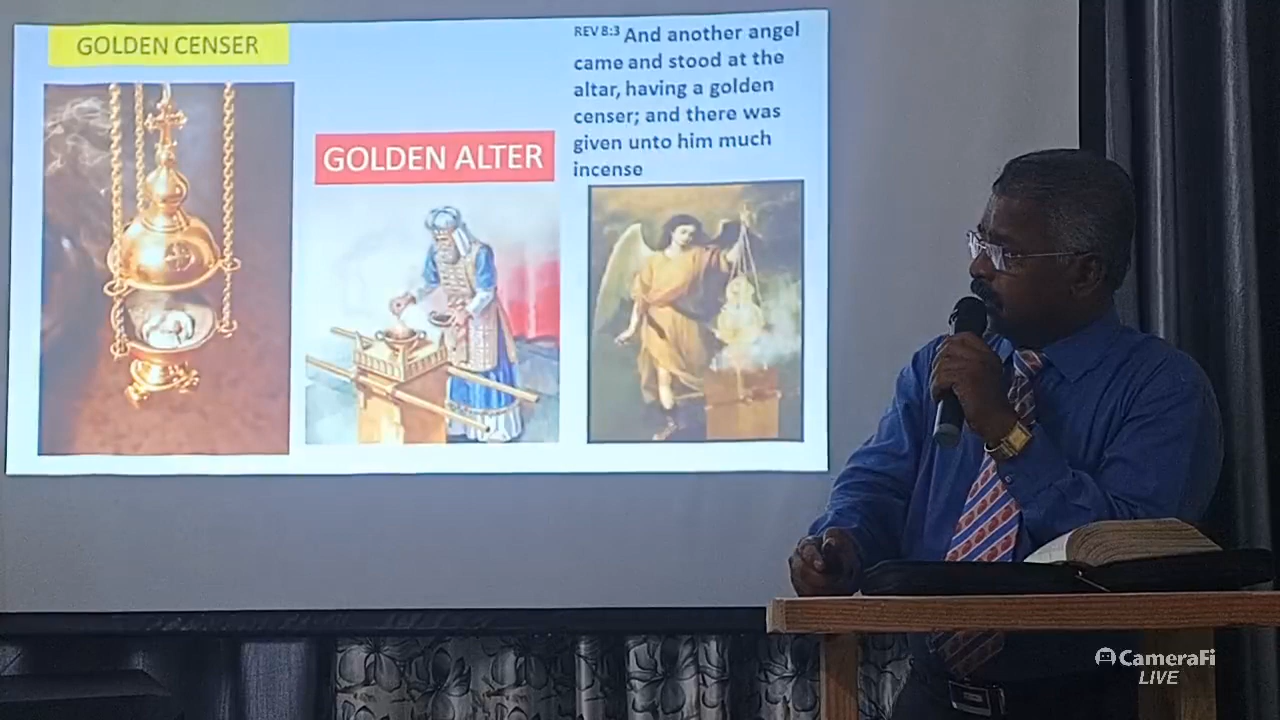 GOLDEN CENSER
GOLDEN ALTER
REV 8:3 And another angel
came and stood at the
altar, having a golden
censer; and there was
given unto him much
incense
CameraFi
LIVE